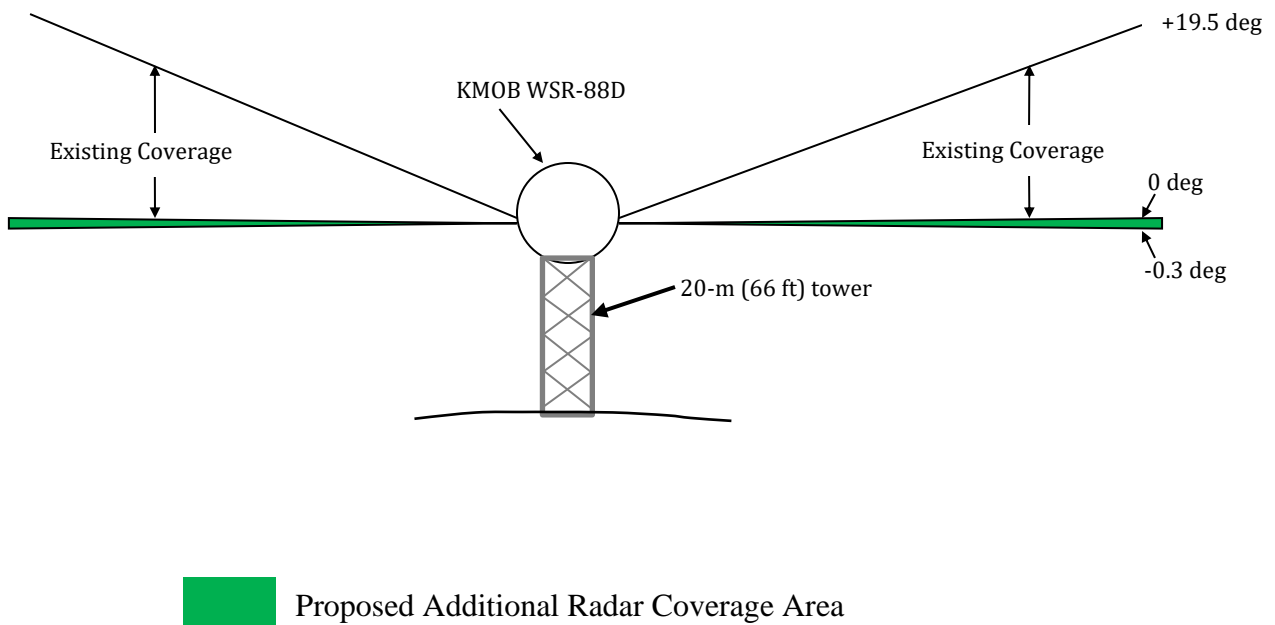 +19.5 deg
KMOB WSR-88D
Existing Coverage
Existing Coverage
0 deg
-0.3 deg
20-m (66 ft) tower
Proposed Additional Radar Coverage Area